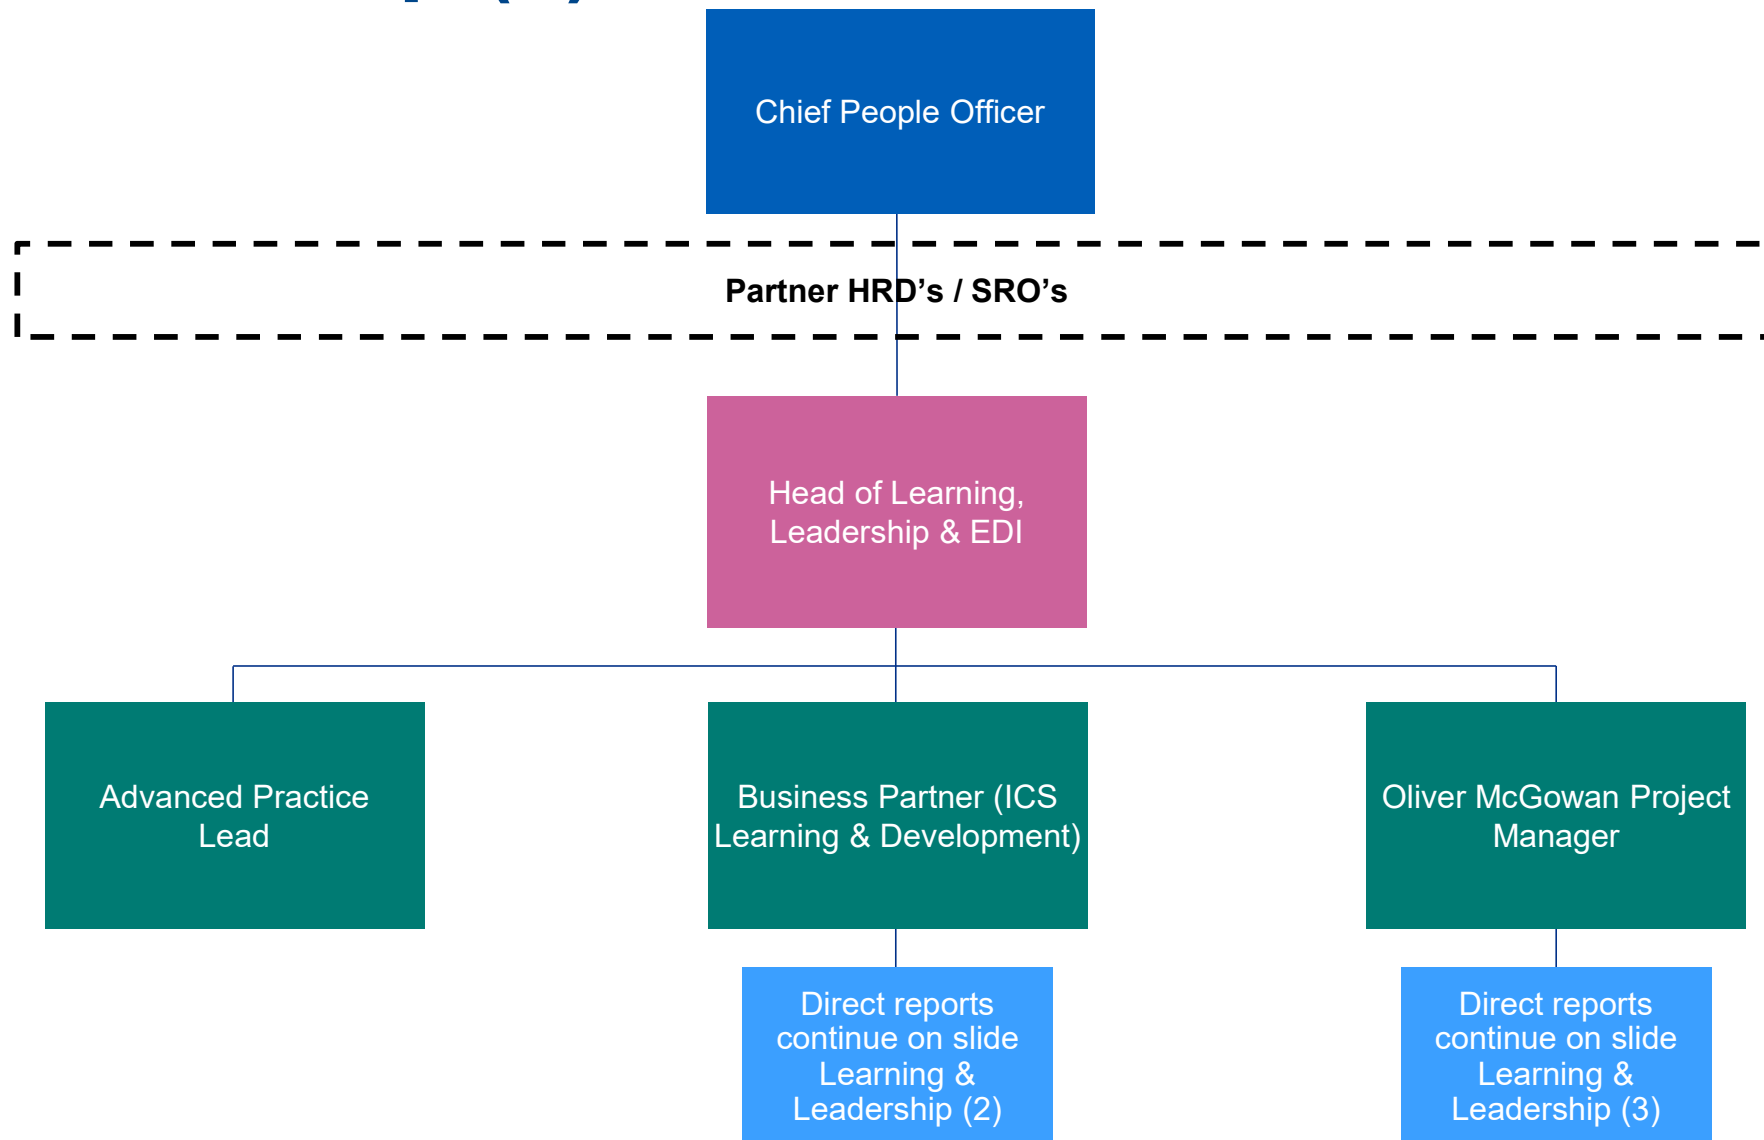 Chief People Officer
Partner HRD's / SRO's
Head of Learning,
Leadership & EDI
Advanced Practice
Lead
Business Partner (ICS
Learning & Development)
Oliver McGowan Project
Manager
Direct reports
continue on slide
Learning &
Leadership (2)
Direct reports
continue on slide
Learning &
Leadership (3)